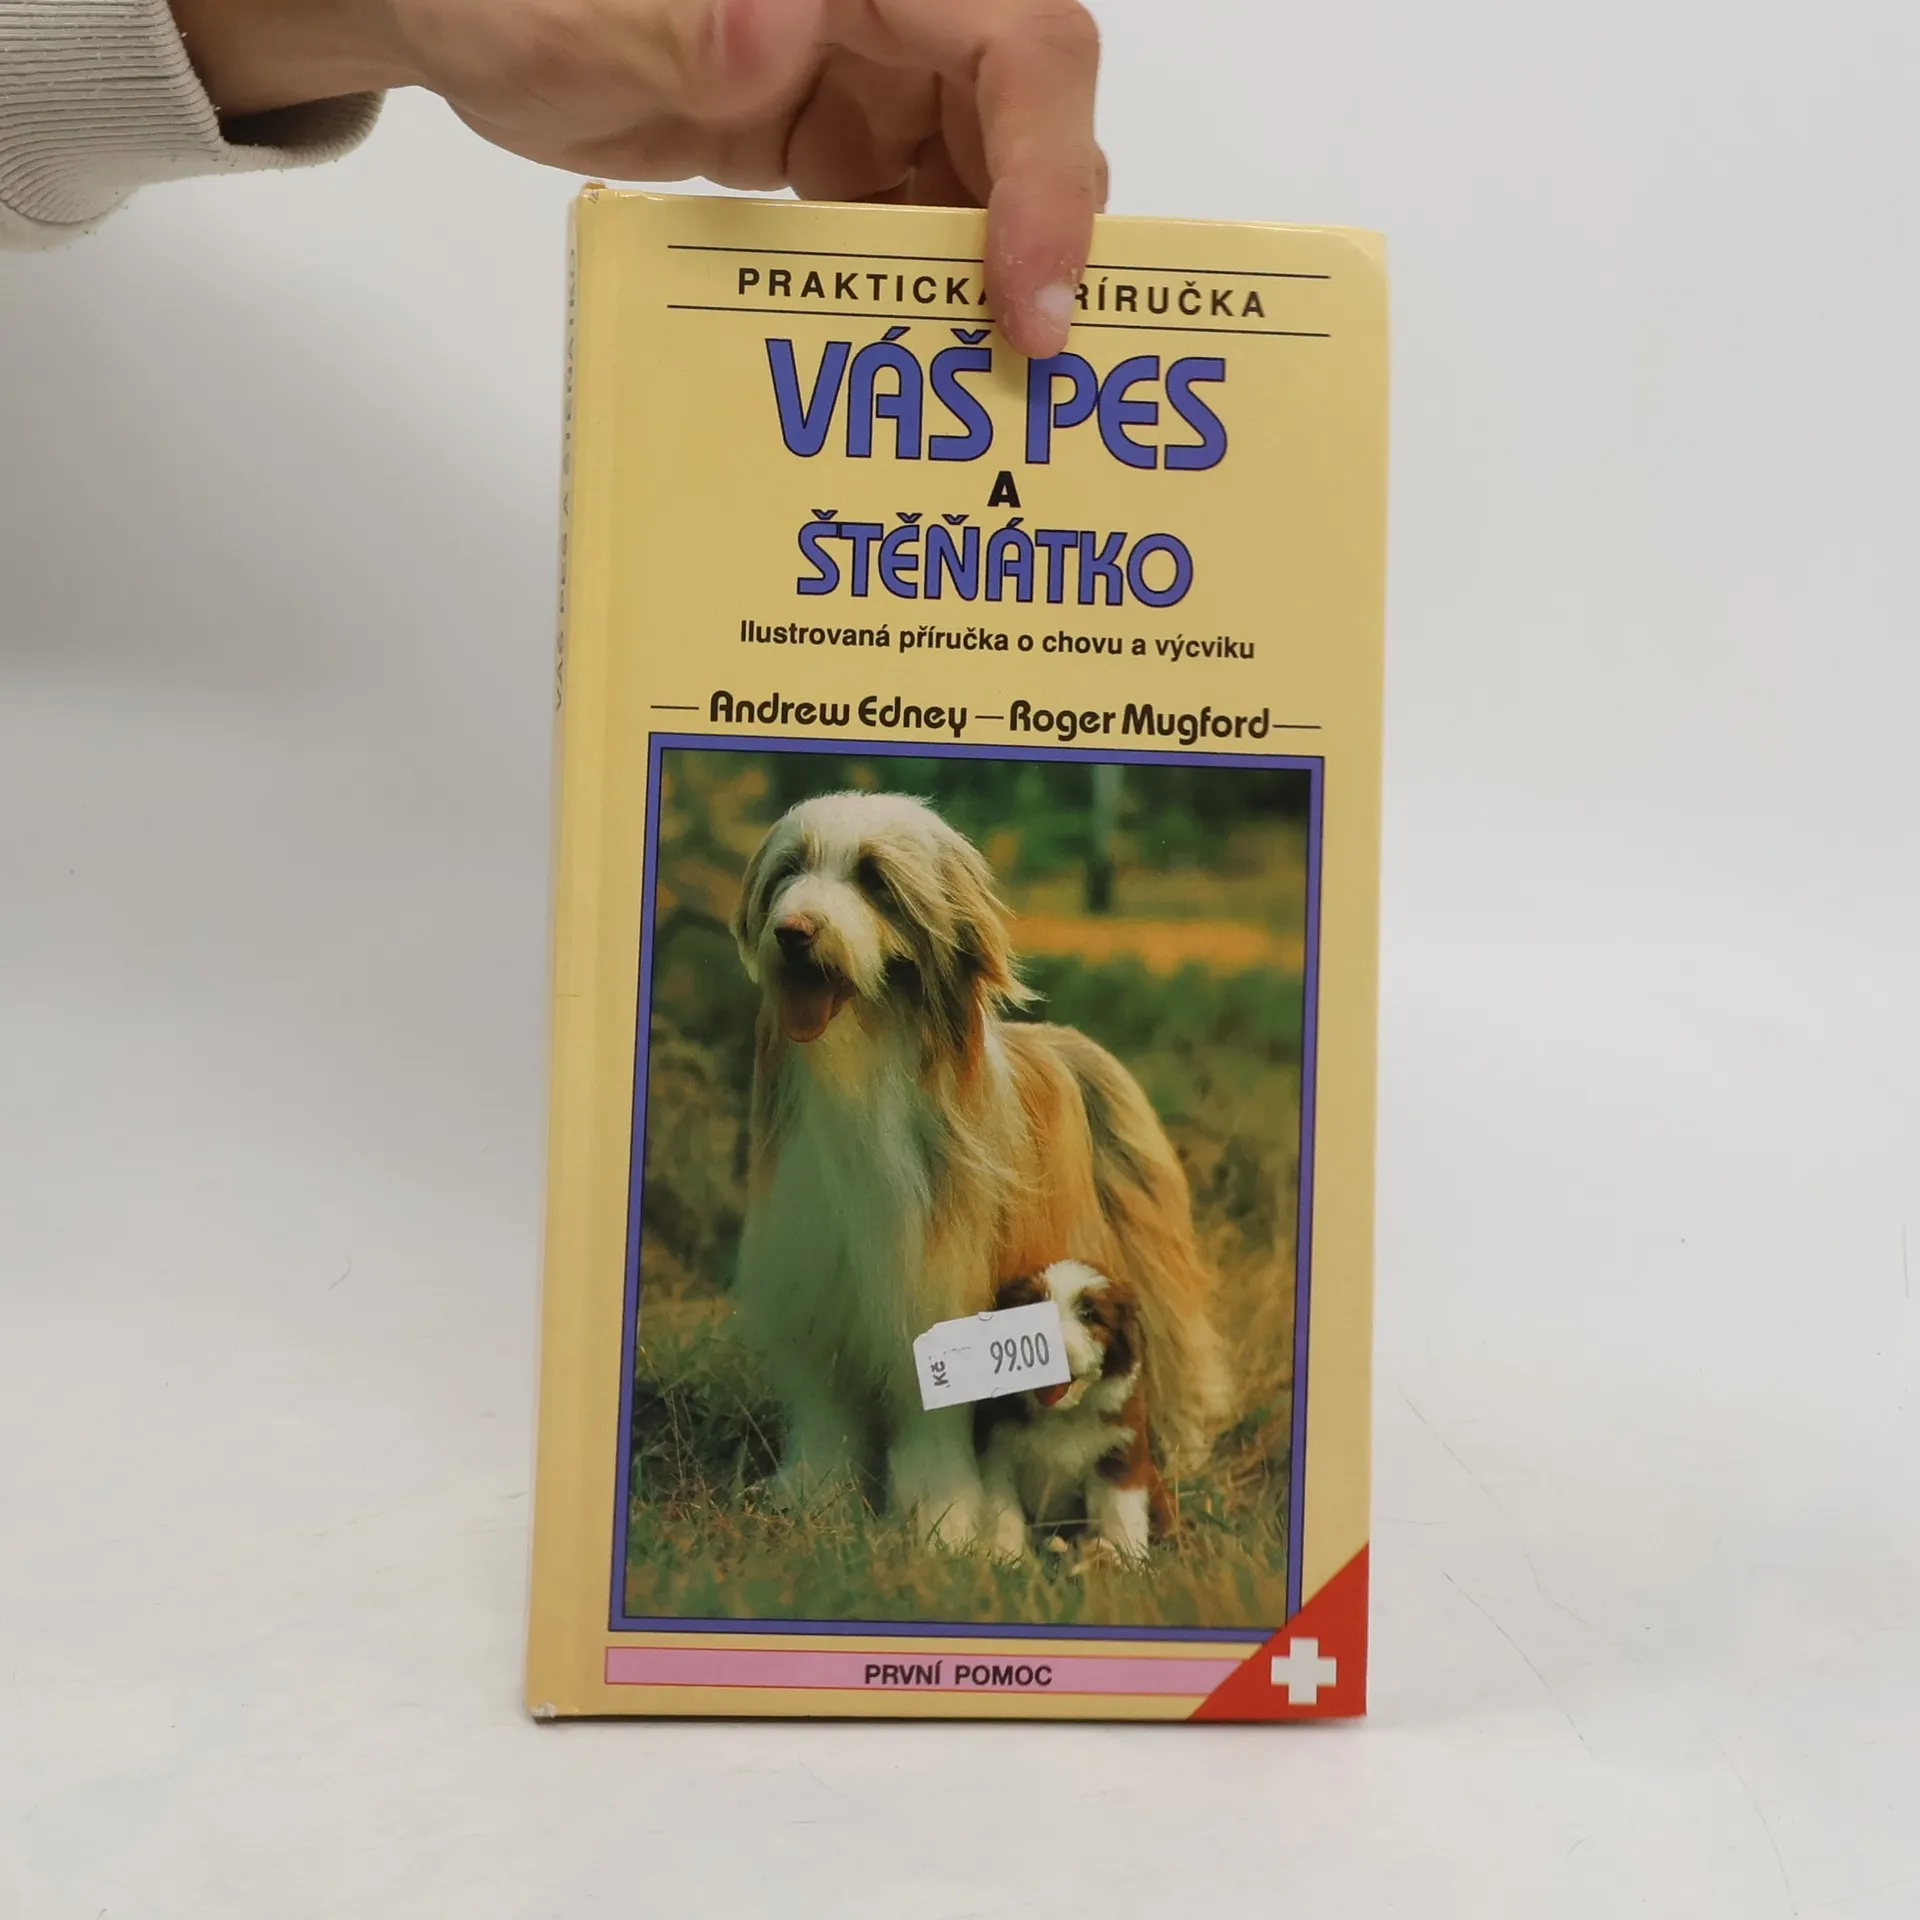 PRAKTICKÁ PŘÍRUČKA
VÁŠ PES
A
ŠTĚŇÁTKO
Ilustrovaná příručka o chovu a výcviku
Andrew Edney — Roger Mugford
Kč 99.00
PRVNÍ POMOC
VÁŠ PES A ŠTĚŇÁTKO